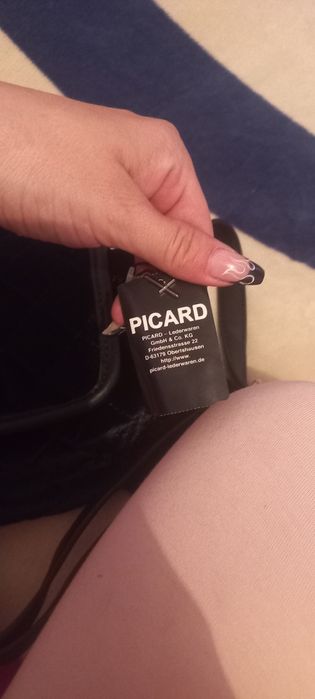 PICARD
PICARD - Lederwaren
GmbH & Co. KG
Friedensstrasse 22
D-63179 Obertshausen
http://www.
picard-lederwaren.de